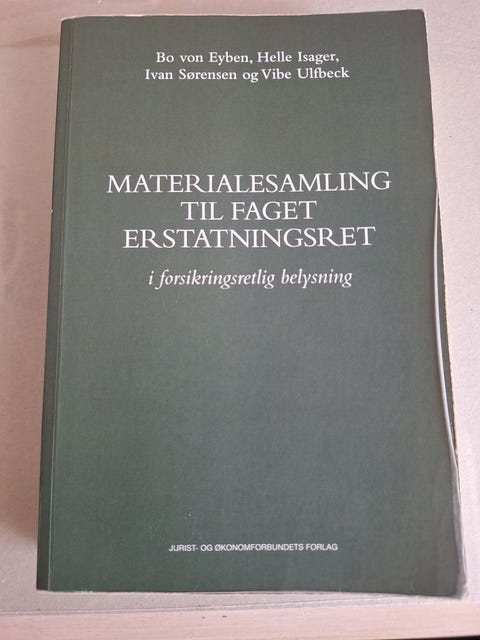 Bo von Eyben, Helle Isager,
Ivan Sørensen og Vibe Ulfbeck
MATERIALESAMLING
TIL FAGET
ERSTATNINGSRET
i forsikringsretlig belysning
JURIST- OG ØKONOMFORBUNDETS FORLAG